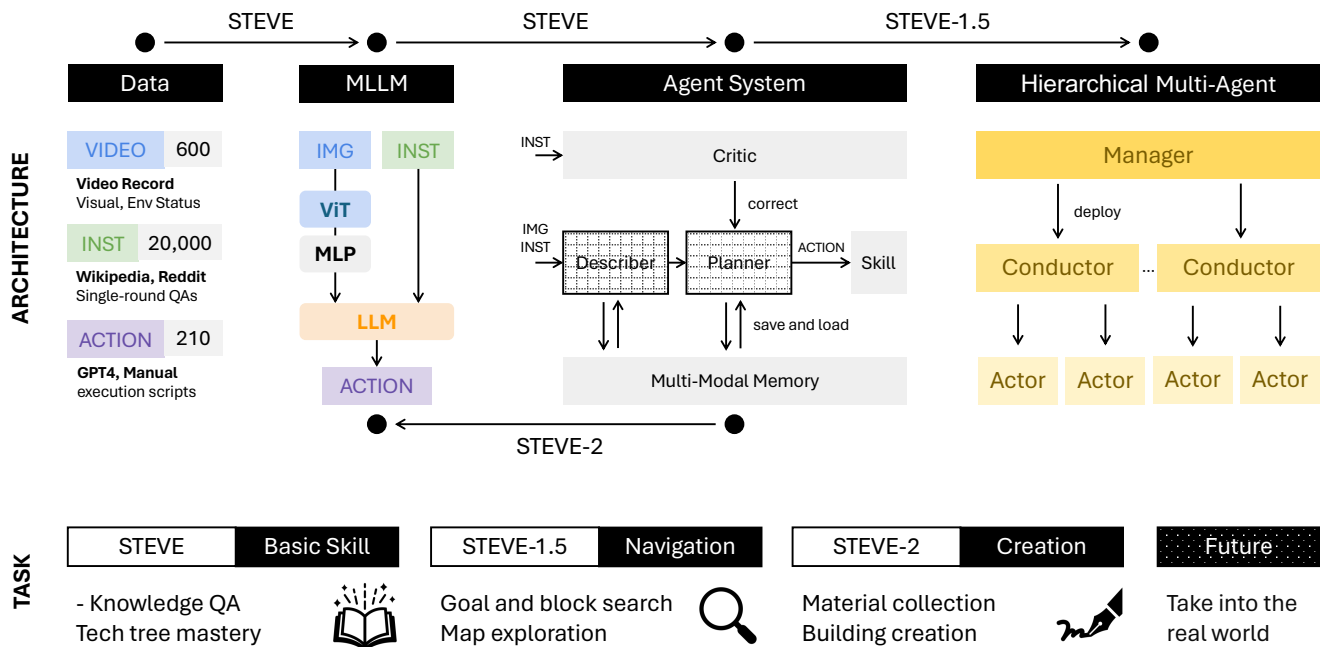 STEVE
STEVE
STEVE-1.5
Data
MLLM
Agent System
Hierarchical Multi-Agent
ARCHITECTURE
VIDEO 600
Video Record
Visual, Env Status
INST 20,000
Wikipedia, Reddit
Single-round QAs
ACTION 210
GPT4, Manual
execution scripts
IMG
INST
ViT
MLP
LLM
ACTION
INST
Critic
correct
IMG
INST
Describer
Planner
ACTION
Skill
save and load
Multi-Modal Memory
STEVE-2
Manager
deploy
Conductor
...
Conductor
Actor
Actor
Actor
Actor
TASK
STEVE
Basic Skill
- Knowledge QA
Tech tree mastery
STEVE-1.5
Navigation
Goal and block search
Map exploration
STEVE-2
Creation
Material collection
Building creation
Future
Take into the
real world